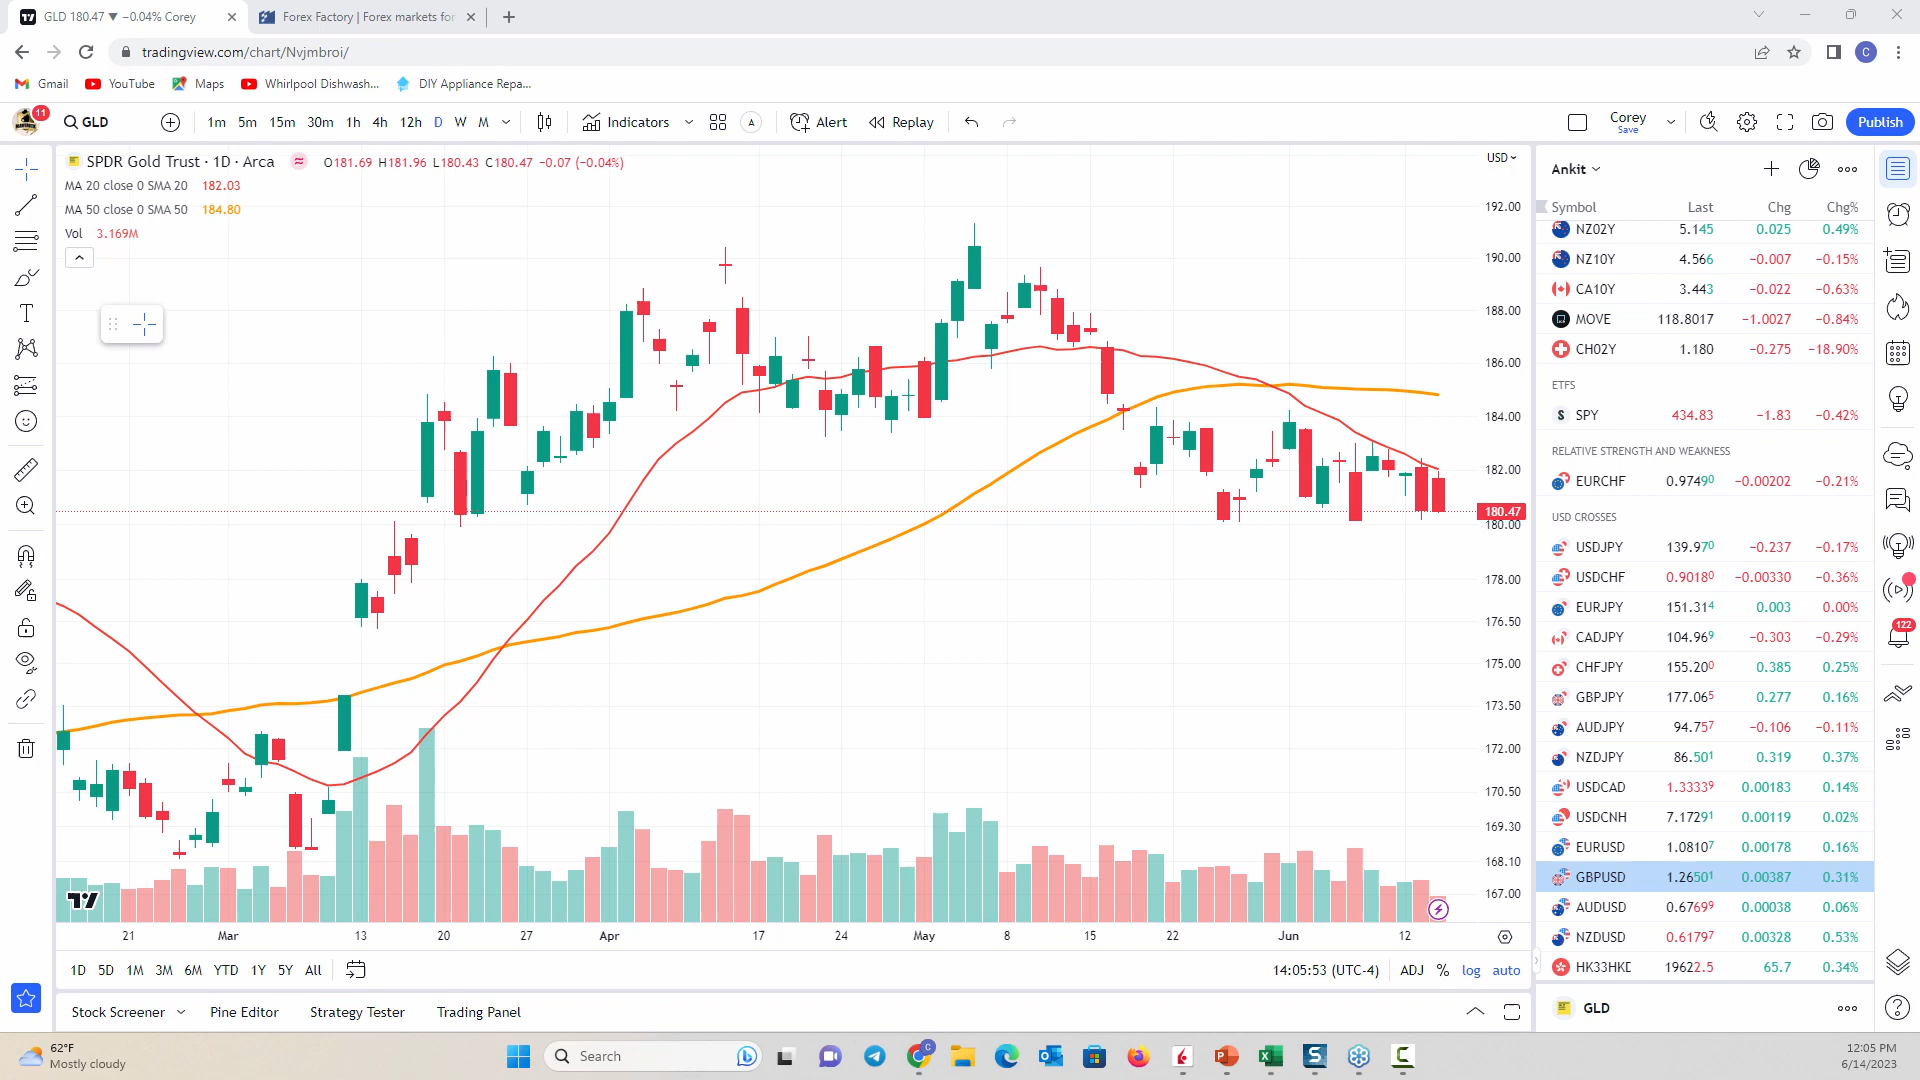 GLD 180.47 ▼ −0.04% Corey
Forex Factory | Forex markets for
tradingview.com/chart/Nvjmbroi/
C
Gmail YouTube Maps Whirlpool Dishwash... DIY Appliance Repa...
11 GLD 1m 5m 15m 30m 1h 4h 12h D W M Indicators A Alert Replay Corey Save Publish
SPDR Gold Trust · 1D · Arca O181.69 H181.96 L180.43 C180.47 −0.07 (−0.04%)
MA 20 close 0 SMA 20 182.03
MA 50 close 0 SMA 50 184.80
Vol 3.169M
USD
192.00
190.00
188.00
186.00
184.00
182.00
180.47
180.00
178.00
176.50
175.00
173.50
172.00
170.50
169.30
168.10
167.00
21 Mar 13 20 27 Apr 17 24 May 8 15 22 Jun 12
1D 5D 1M 3M 6M YTD 1Y 5Y All 14:05:53 (UTC-4) ADJ % log auto
Stock Screener Pine Editor Strategy Tester Trading Panel
Ankit
Symbol Last Chg Chg%
NZ02Y 5.145 0.025 0.49%
NZ10Y 4.566 −0.007 −0.15%
CA10Y 3.443 −0.022 −0.63%
MOVE 118.8017 −1.0027 −0.84%
CH02Y 1.180 −0.275 −18.90%
ETFS
S SPY 434.83 −1.83 −0.42%
RELATIVE STRENGTH AND WEAKNESS
EURCHF 0.97490 −0.00202 −0.21%
USD CROSSES
USDJPY 139.970 −0.237 −0.17%
USDCHF 0.90180 −0.00330 −0.36%
EURJPY 151.314 0.003 0.00%
CADJPY 104.969 −0.303 −0.29%
CHFJPY 155.200 0.385 0.25%
GBPJPY 177.065 0.277 0.16%
AUDJPY 94.757 −0.106 −0.11%
NZDJPY 86.501 0.319 0.37%
USDCAD 1.33339 0.00183 0.14%
USDCNH 7.17291 0.00119 0.02%
EURUSD 1.08107 0.00178 0.16%
GBPUSD 1.26501 0.00387 0.31%
AUDUSD 0.67699 0.00038 0.06%
NZDUSD 0.61797 0.00328 0.53%
HK33HKD 19622.5 65.7 0.34%
GLD
122
62°F
Mostly cloudy
Search
12:05 PM
6/14/2023